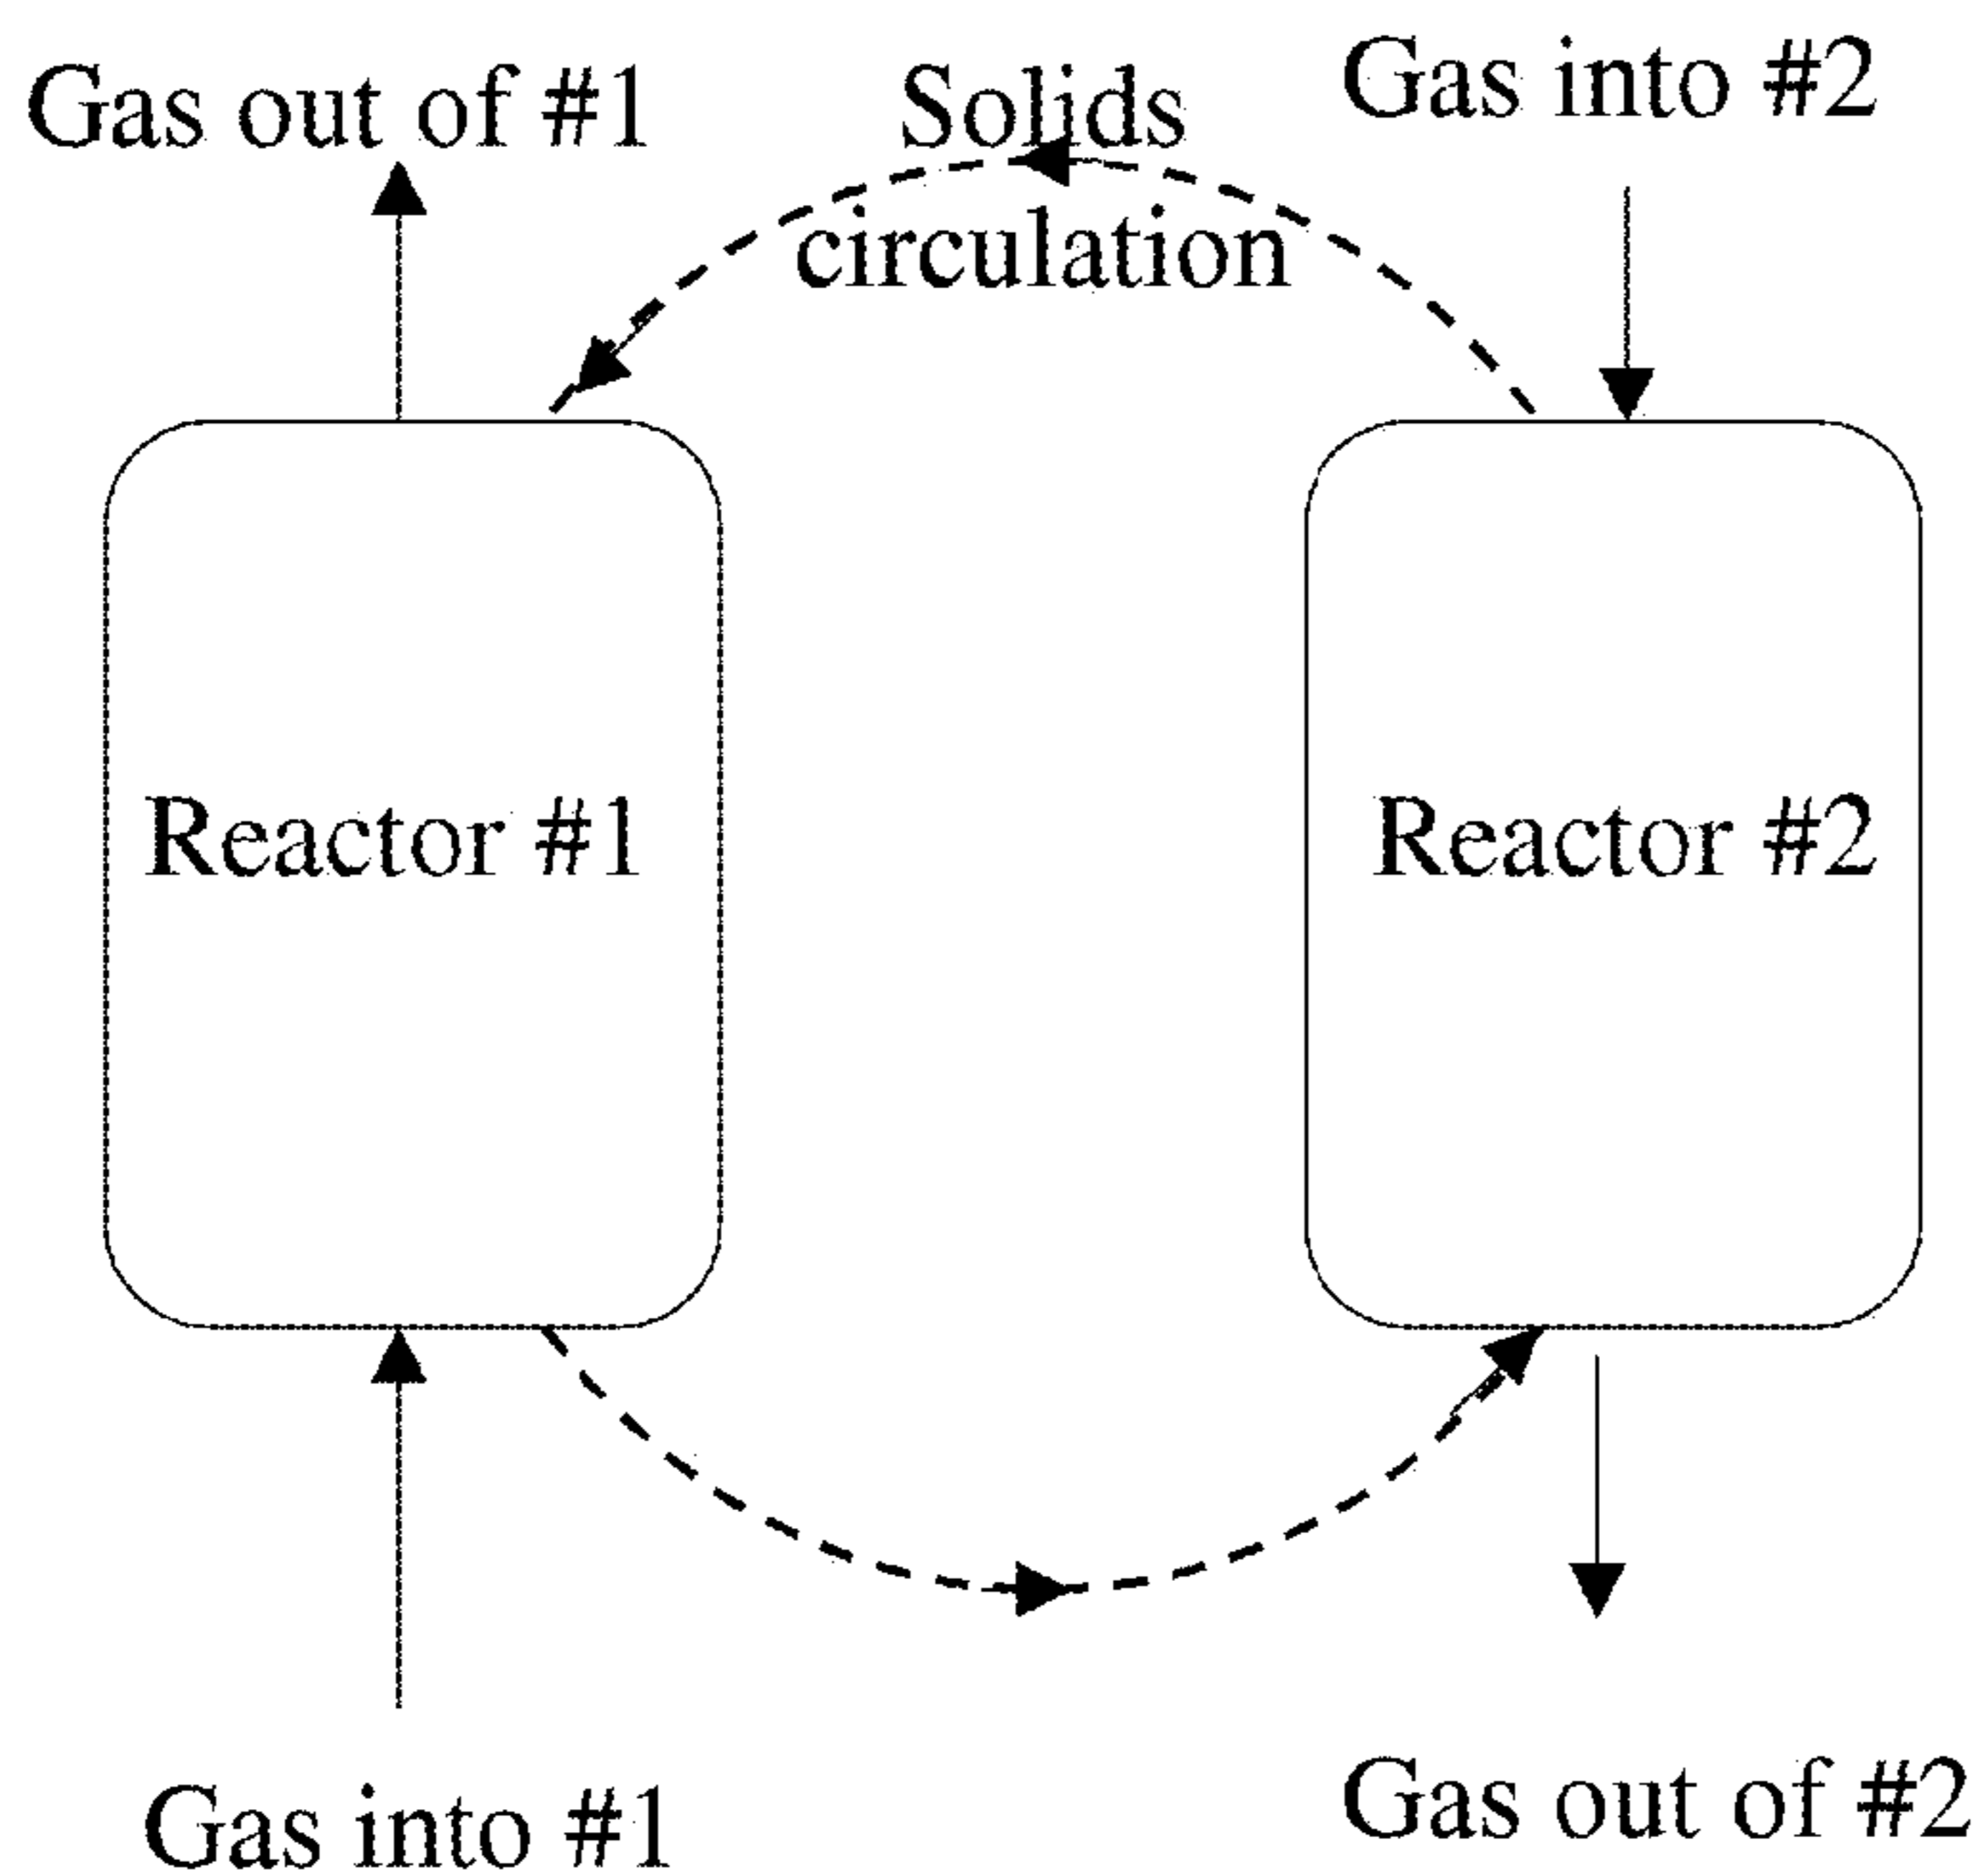 Gas out of #1
Solids
circulation
Gas into #2
Reactor #1
Reactor #2
Gas into #1
Gas out of #2